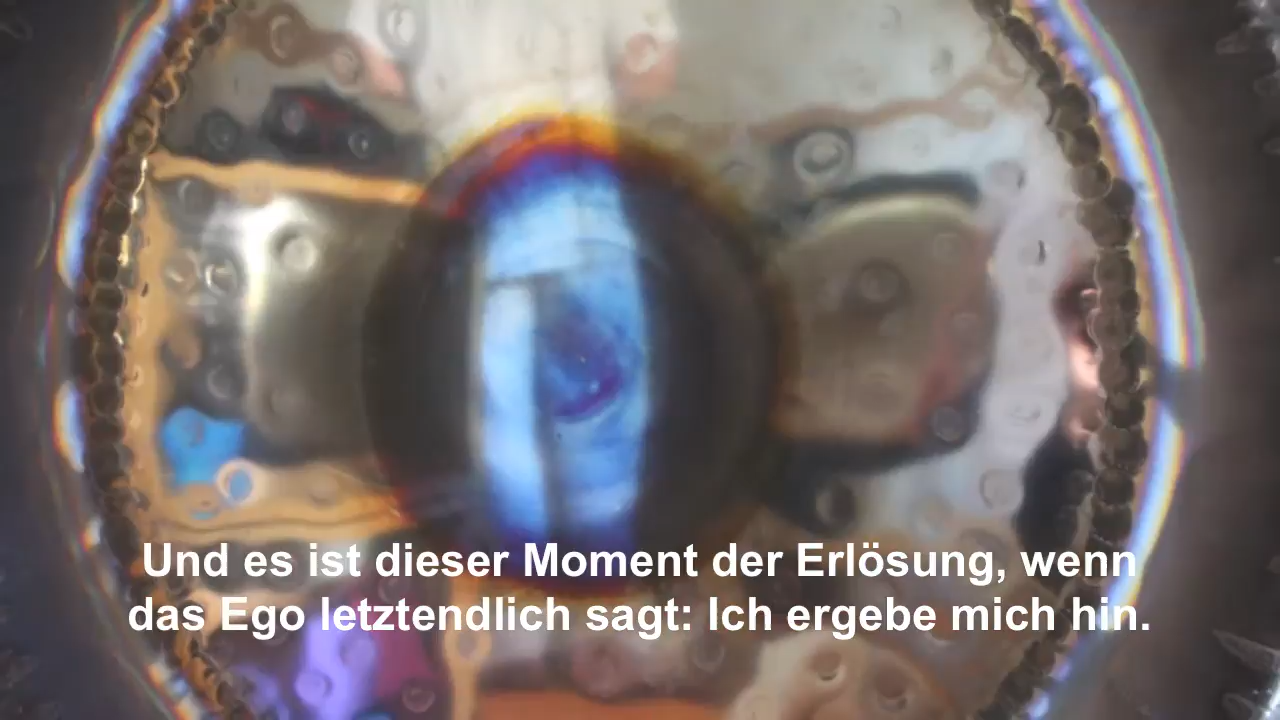 Und es ist dieser Moment der Erlösung, wenn
das Ego letztendlich sagt: Ich ergebe mich hin.